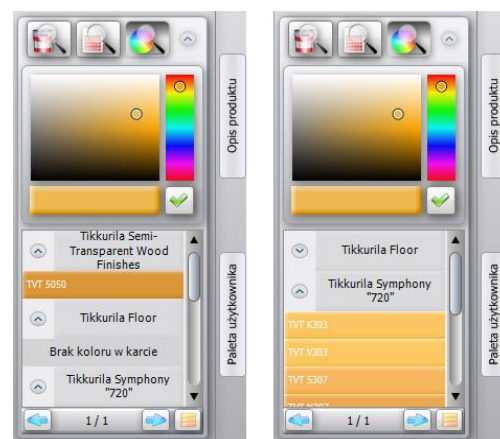 Opis produktu
Tikkurila Semi-
Transparent Wood
Finishes
TVT 5050
Tikkurila Floor
Brak koloru w karcie
Tikkurila Symphony
"720"
1 / 1
Paleta użytkownika
Opis produktu
Tikkurila Floor
Tikkurila Symphony
"720"
TVT K303
TVT V303
TVT S307
TVT N307
1 / 1
Paleta użytkownika